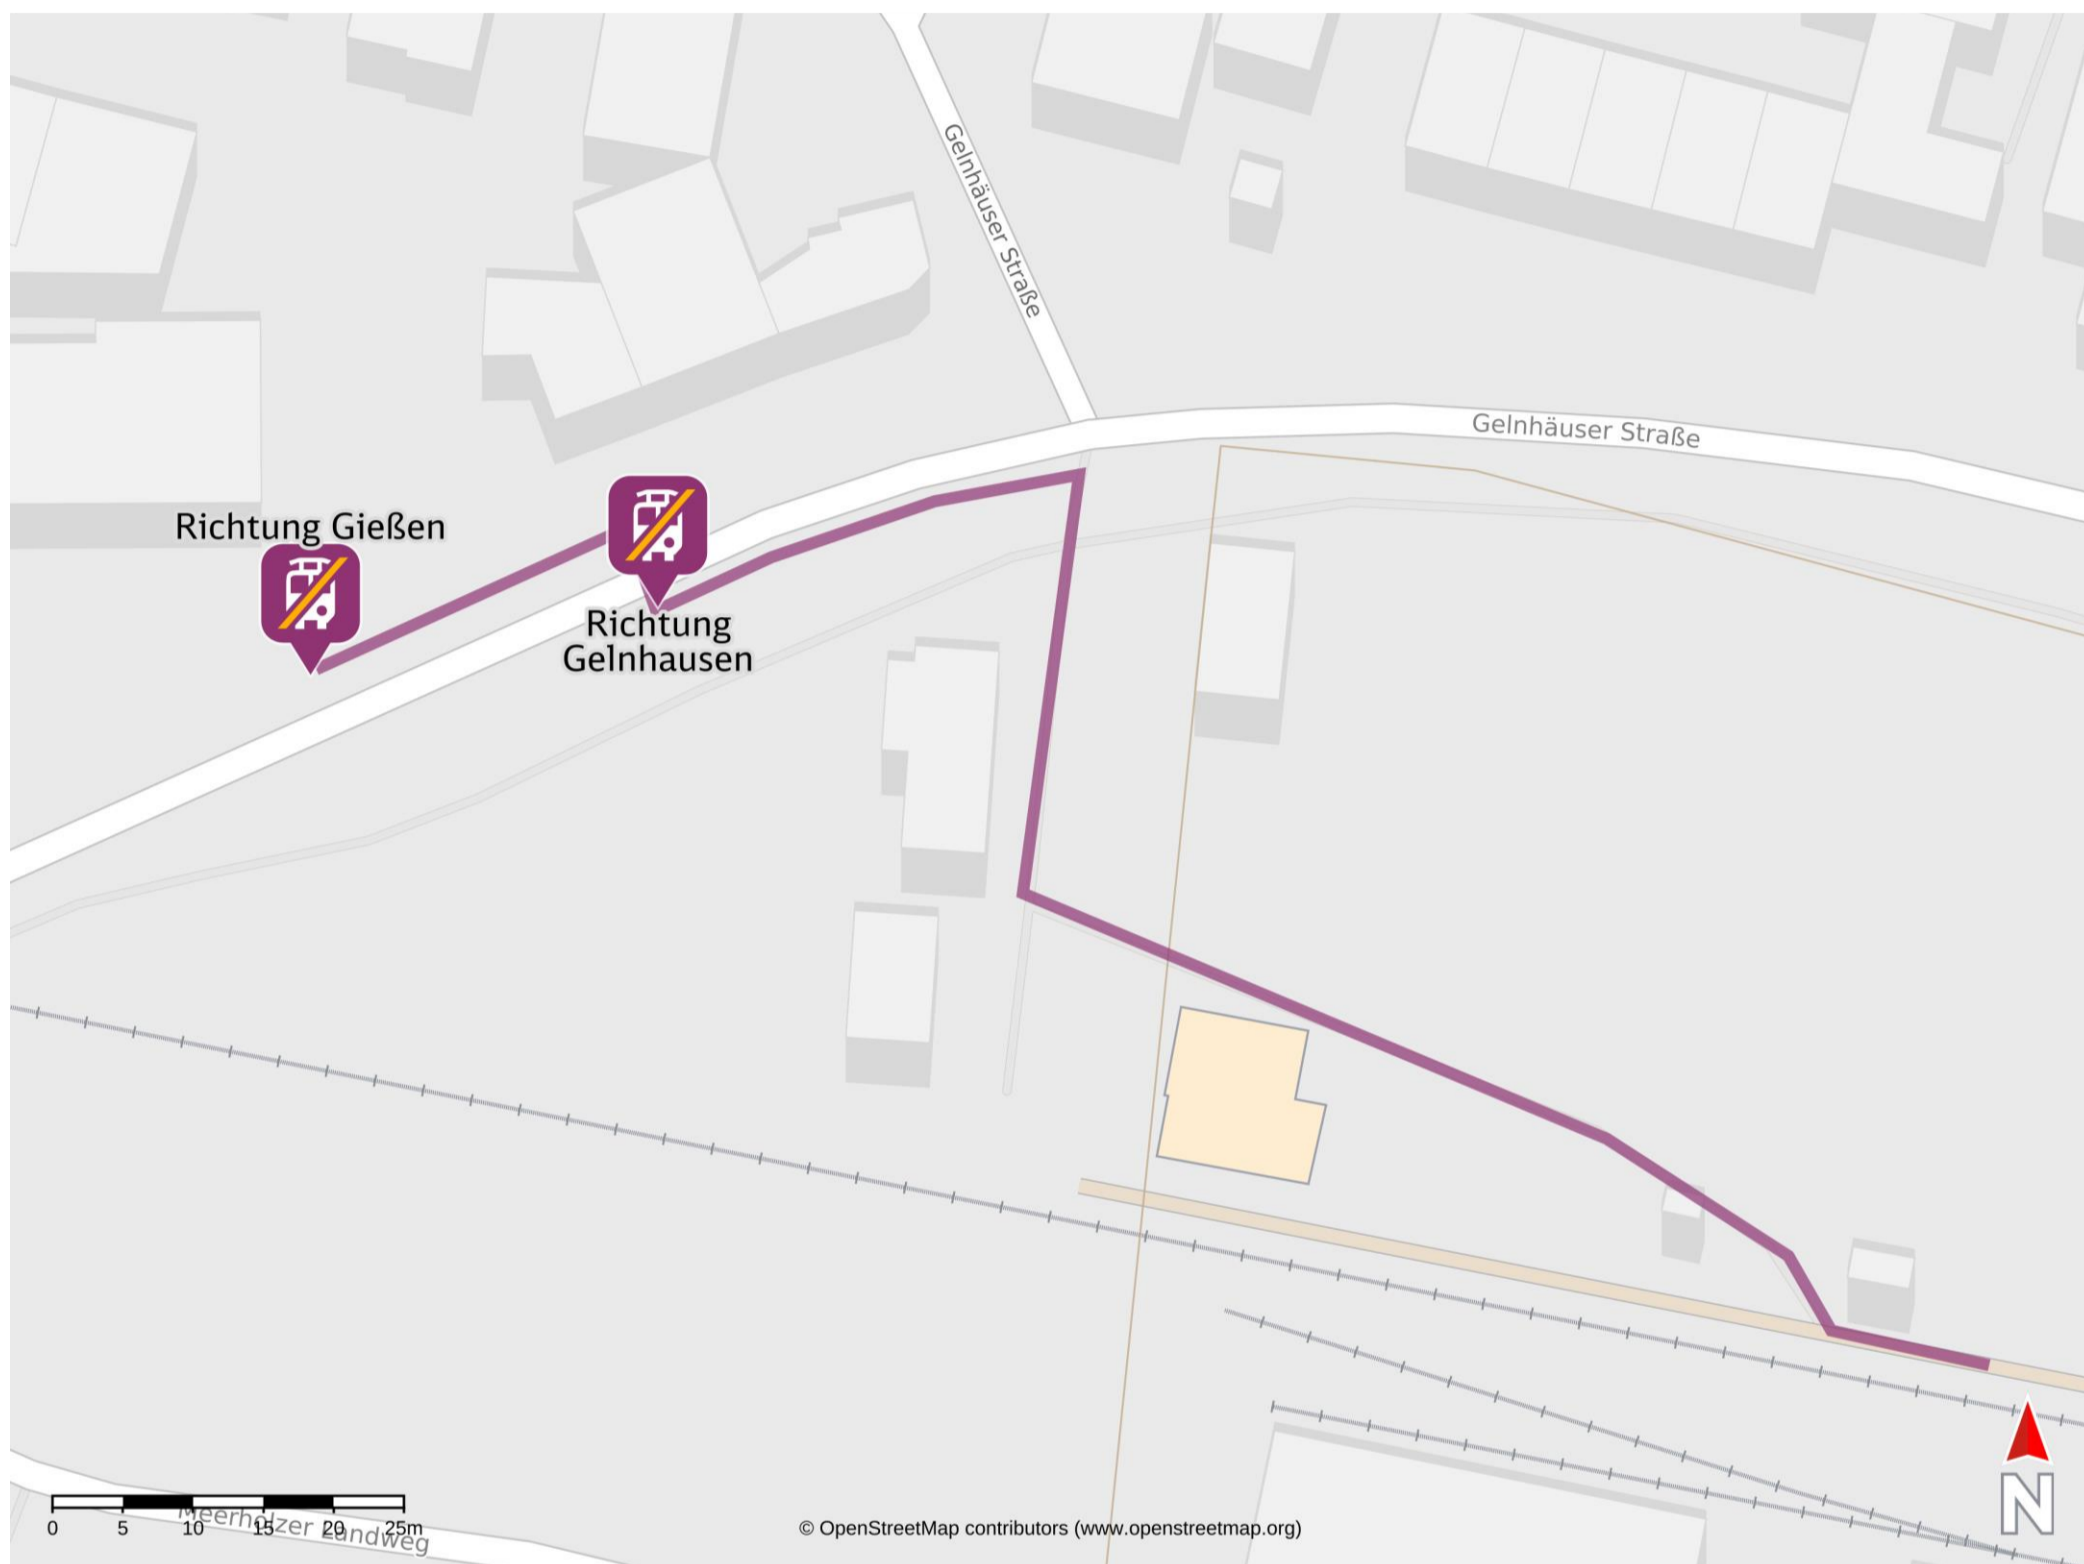 Gelnhäuser Straße
Gelnhäuser Straße
Richtung Gießen
Richtung
Gelnhausen
Meerholzer Landweg
0 5 10 15 20 25m
© OpenStreetMap contributors (www.openstreetmap.org)
N